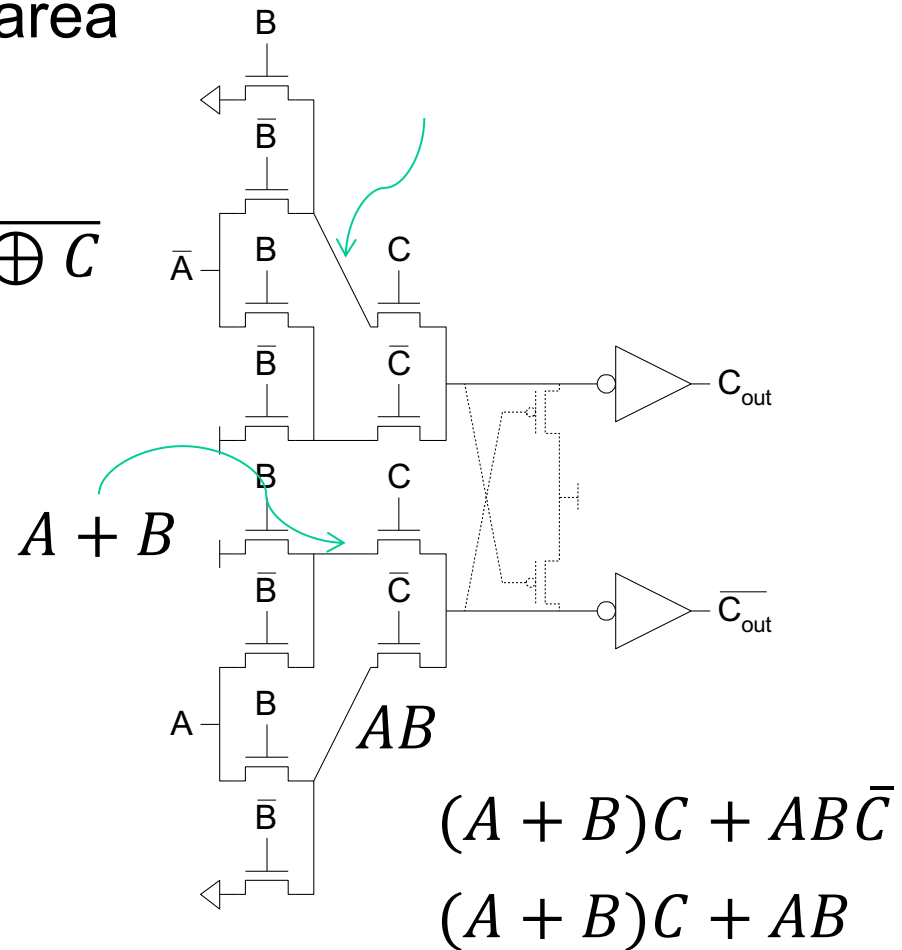 area
B
B̅
⊕ C
A̅
B
C
B̅
C̅
C_out
B
C
A + B
B̅
C̅
C̅_out
A
B
AB
B̅
(A + B)C + ABC̅
(A + B)C + AB